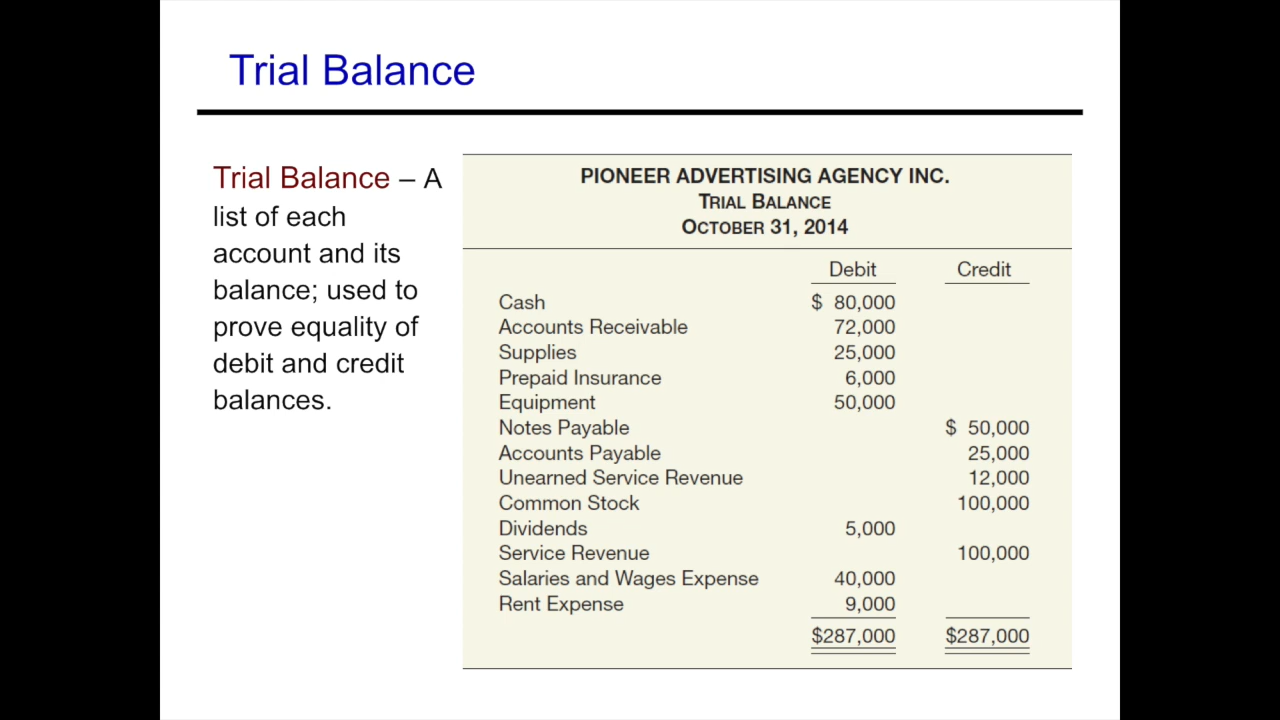 Trial Balance
Trial Balance – A
list of each
account and its
balance; used to
prove equality of
debit and credit
balances.
PIONEER ADVERTISING AGENCY INC.
TRIAL BALANCE
OCTOBER 31, 2014
Debit Credit
Cash $ 80,000
Accounts Receivable 72,000
Supplies 25,000
Prepaid Insurance 6,000
Equipment 50,000
Notes Payable $ 50,000
Accounts Payable 25,000
Unearned Service Revenue 12,000
Common Stock 100,000
Dividends 5,000
Service Revenue 100,000
Salaries and Wages Expense 40,000
Rent Expense 9,000
$287,000 $287,000